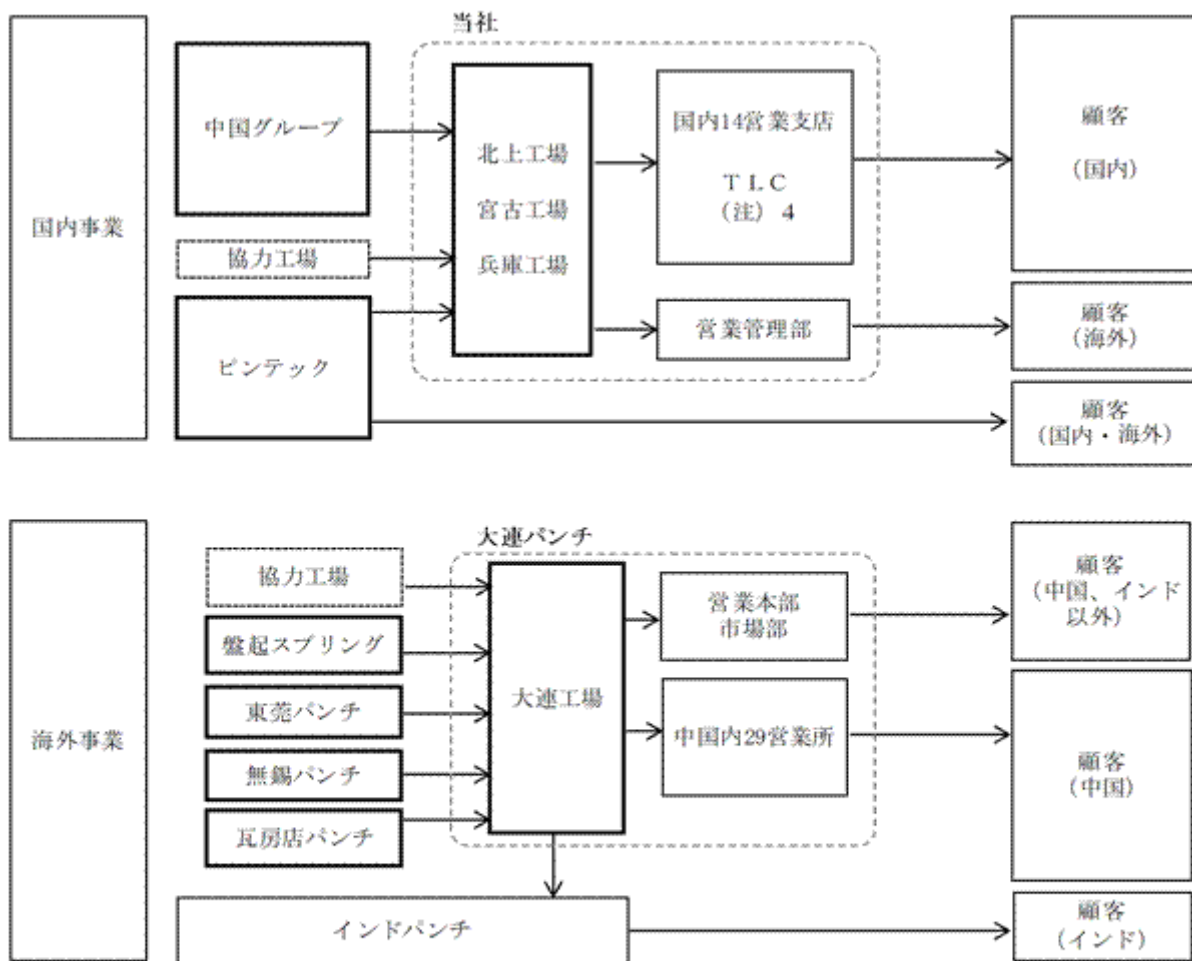 当社
国内事業
中国グループ
協力工場
ピンテック
北上工場
宮古工場
兵庫工場
国内14営業支店
TLC
(注)4
営業管理部
顧客
(国内)
顧客
(海外)
顧客
(国内・海外)
大連パンチ
海外事業
協力工場
盤起スプリング
東莞パンチ
無錫パンチ
瓦房店パンチ
大連工場
営業本部
市場部
中国内29営業所
インドパンチ
顧客
(中国、インド
以外)
顧客
(中国)
顧客
(インド)